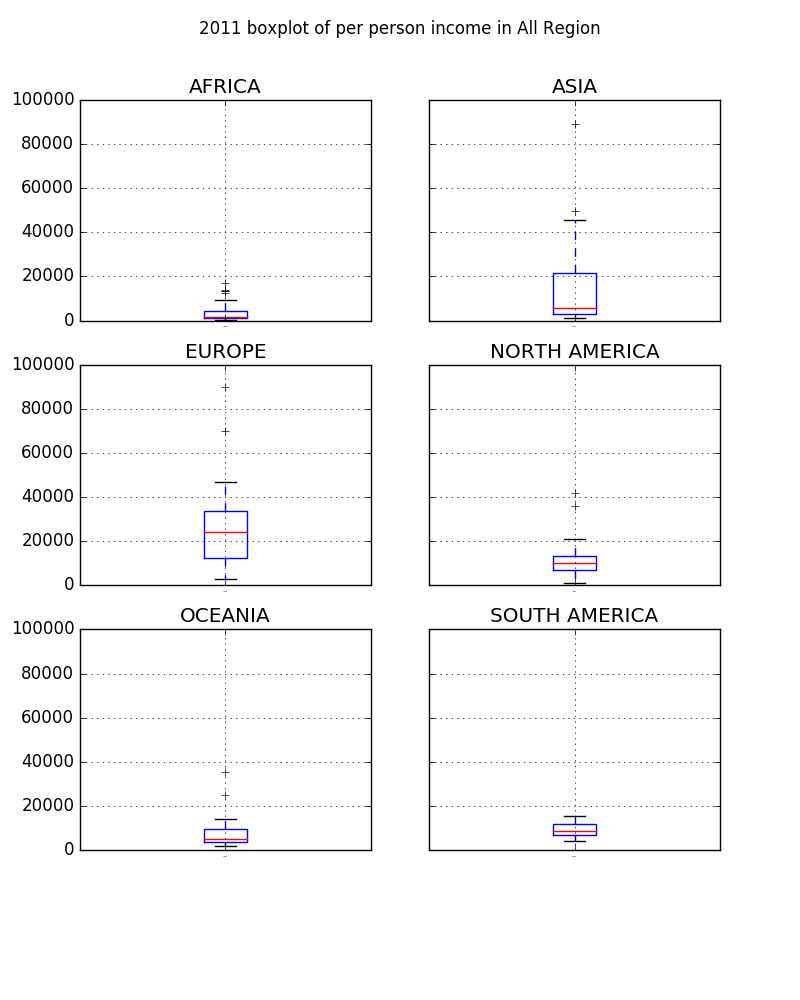 2011 boxplot of per person income in All Region
AFRICA
ASIA
100000
80000
60000
40000
20000
0
EUROPE
NORTH AMERICA
100000
80000
60000
40000
20000
0
OCEANIA
SOUTH AMERICA
100000
80000
60000
40000
20000
0